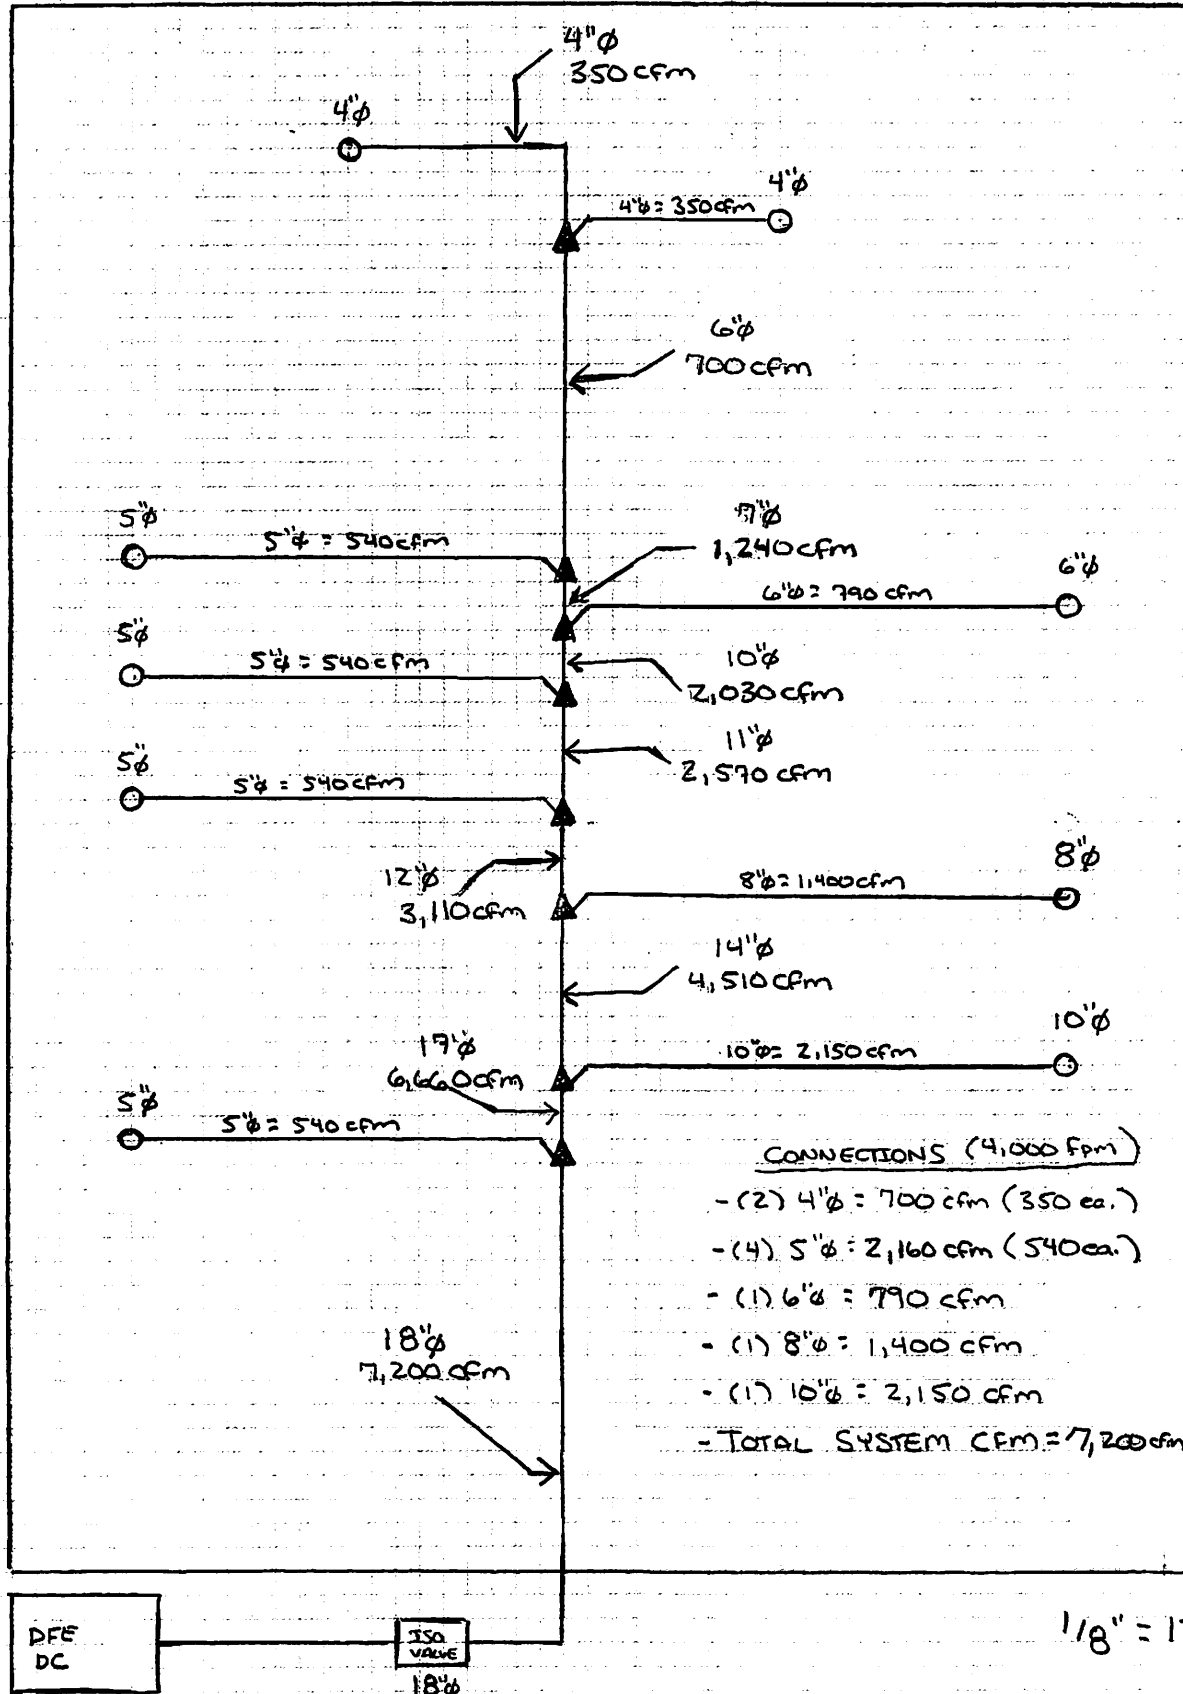 4"φ
350 cfm
4"φ
4"φ
4"φ = 350 cfm
6"φ
700 cfm
5"φ
5"φ = 540 cfm
7"φ
1,240 cfm
6"φ
6"φ = 790 cfm
5"φ
5"φ = 540 cfm
10"φ
2,030 cfm
11"φ
2,570 cfm
5"φ
5"φ = 540 cfm
12"φ
3,110 cfm
8"φ
8"φ = 1,400 cfm
14"φ
4,510 cfm
10"φ
10"φ = 2,150 cfm
17"φ
6,660 cfm
5"φ
5"φ = 540 cfm
CONNECTIONS (4,000 fpm)
- (2) 4"φ = 700 cfm (350 ea.)
- (4) 5"φ = 2,160 cfm (540 ea.)
- (1) 6"φ = 790 cfm
- (1) 8"φ = 1,400 cfm
- (1) 10"φ = 2,150 cfm
- TOTAL SYSTEM CFM = 7,200 cfm
18"φ
7,200 cfm
DFE
DC
ISO
VALVE
18"φ
1/8" = 1'